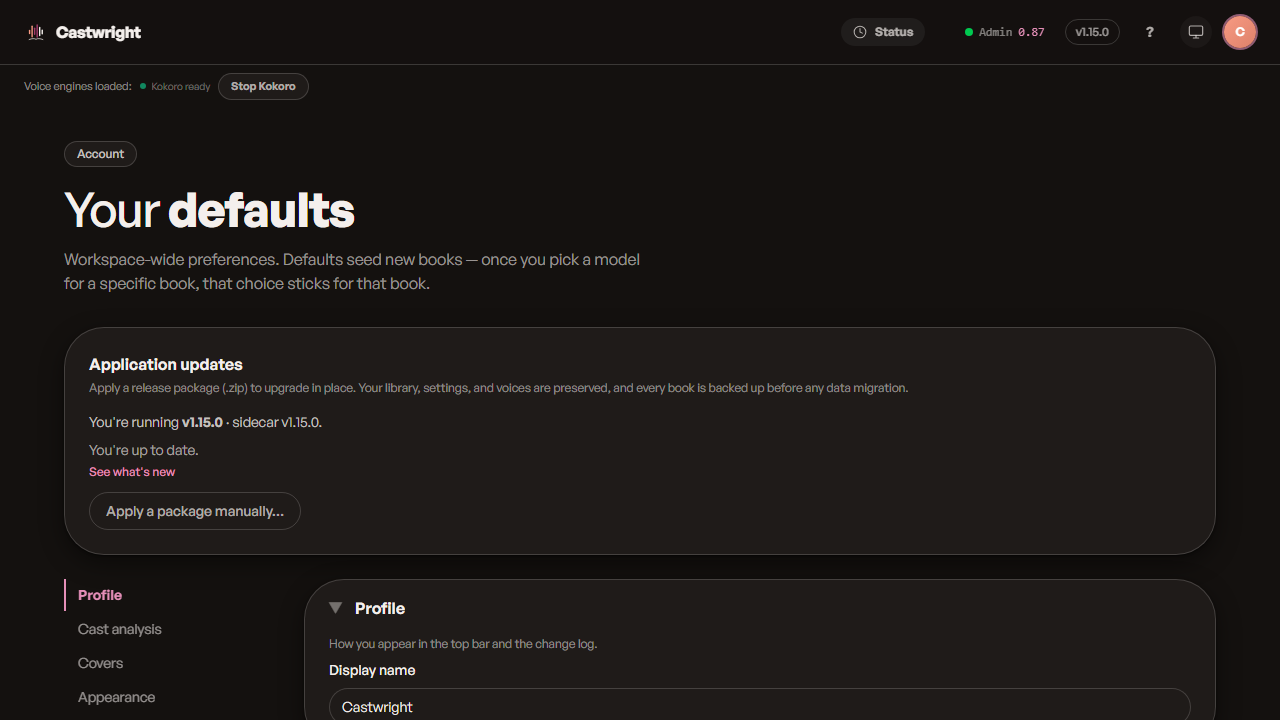 Castwright
Status
Admin 0.87
v1.15.0
?
C
Voice engines loaded:
Kokoro ready
Stop Kokoro
Account
Your defaults
Workspace-wide preferences. Defaults seed new books — once you pick a model
for a specific book, that choice sticks for that book.
Application updates
Apply a release package (.zip) to upgrade in place. Your library, settings, and voices are preserved, and every book is backed up before any data migration.
You're running v1.15.0 · sidecar v1.15.0.
You're up to date.
See what's new
Apply a package manually...
Profile
Cast analysis
Covers
Appearance
Profile
How you appear in the top bar and the change log.
Display name
Castwright